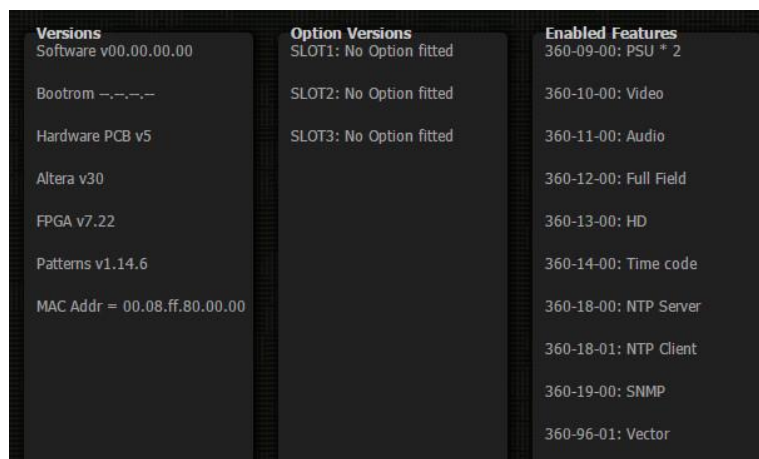 Versions
Software v00.00.00.00
Bootrom --.--.--.--
Hardware PCB v5
Altera v30
FPGA v7.22
Patterns v1.14.6
MAC Addr = 00.08.ff.80.00.00
Option Versions
SLOT1: No Option fitted
SLOT2: No Option fitted
SLOT3: No Option fitted
Enabled Features
360-09-00: PSU * 2
360-10-00: Video
360-11-00: Audio
360-12-00: Full Field
360-13-00: HD
360-14-00: Time code
360-18-00: NTP Server
360-18-01: NTP Client
360-19-00: SNMP
360-96-01: Vector